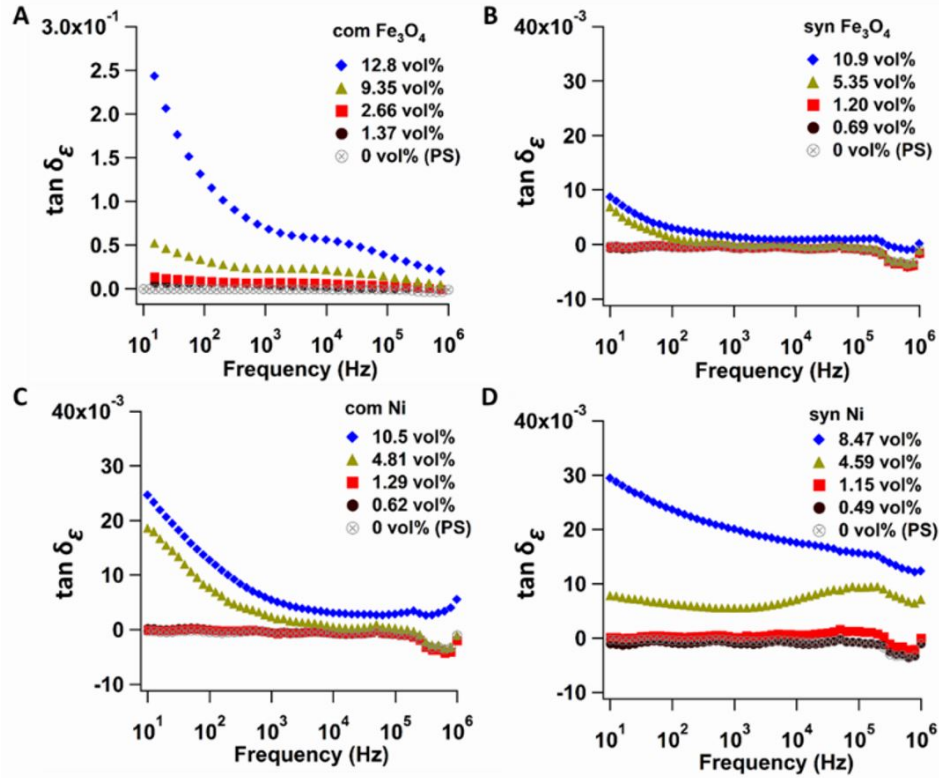 A
3.0x10⁻¹
2.5
2.0
1.5
1.0
0.5
0.0
tan δε
10¹ 10² 10³ 10⁴ 10⁵ 10⁶
Frequency (Hz)
com Fe₃O₄
12.8 vol%
9.35 vol%
2.66 vol%
1.37 vol%
0 vol% (PS)
B
40x10⁻³
30
20
10
0
-10
tan δε
10¹ 10² 10³ 10⁴ 10⁵ 10⁶
Frequency (Hz)
syn Fe₃O₄
10.9 vol%
5.35 vol%
1.20 vol%
0.69 vol%
0 vol% (PS)
C
40x10⁻³
30
20
10
0
-10
tan δε
10¹ 10² 10³ 10⁴ 10⁵ 10⁶
Frequency (Hz)
com Ni
10.5 vol%
4.81 vol%
1.29 vol%
0.62 vol%
0 vol% (PS)
D
40x10⁻³
30
20
10
0
-10
tan δε
10¹ 10² 10³ 10⁴ 10⁵ 10⁶
Frequency (Hz)
syn Ni
8.47 vol%
4.59 vol%
1.15 vol%
0.49 vol%
0 vol% (PS)